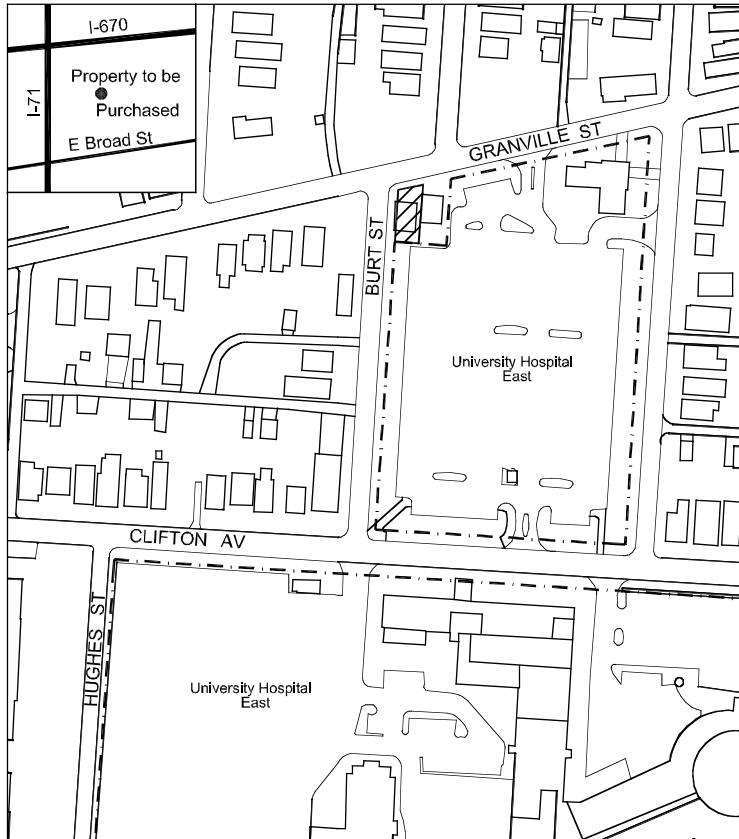 I-670
I-71
Property to be
Purchased
E Broad St
GRANVILLE ST
BURT ST
University Hospital
East
CLIFTON AV
HUGHES ST
University Hospital
East